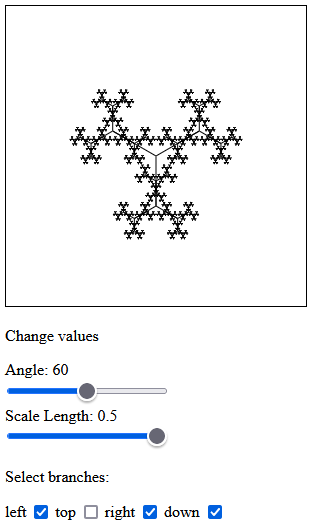 Change values
Angle: 60
Scale Length: 0.5
Select branches:
left top right down